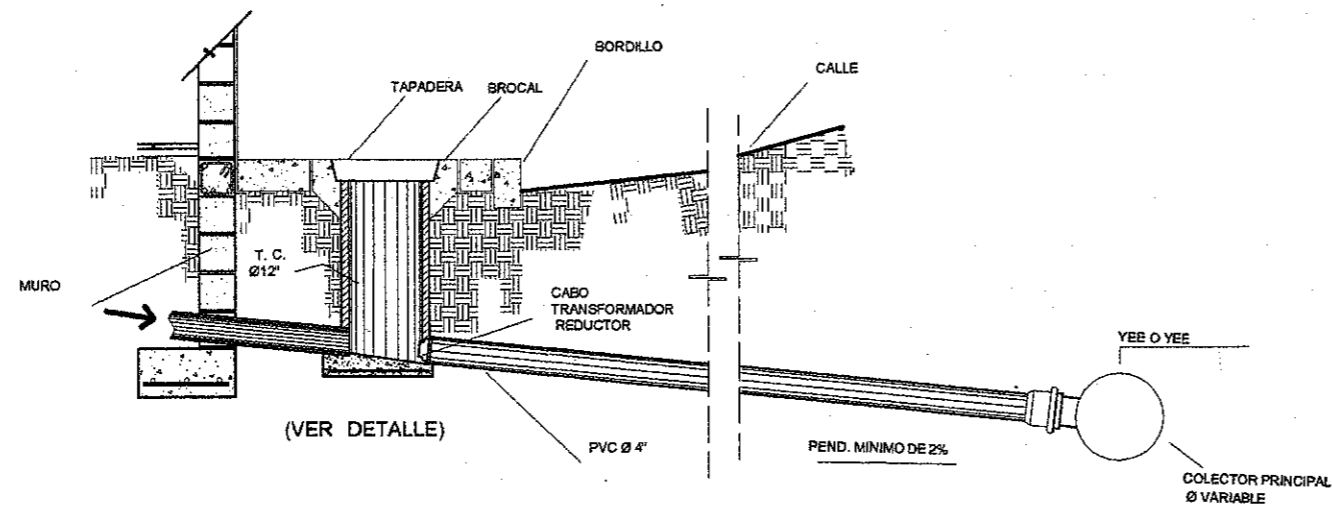 BORDILLO
CALLE
TAPADERA
BROCAL
T. C.
Ø12"
MURO
CABO
TRANSFORMADOR
REDUCTOR
YEE O YEE
(VER DETALLE)
PVC Ø 4"
PEND. MINIMO DE 2%
COLECTOR PRINCIPAL
Ø VARIABLE